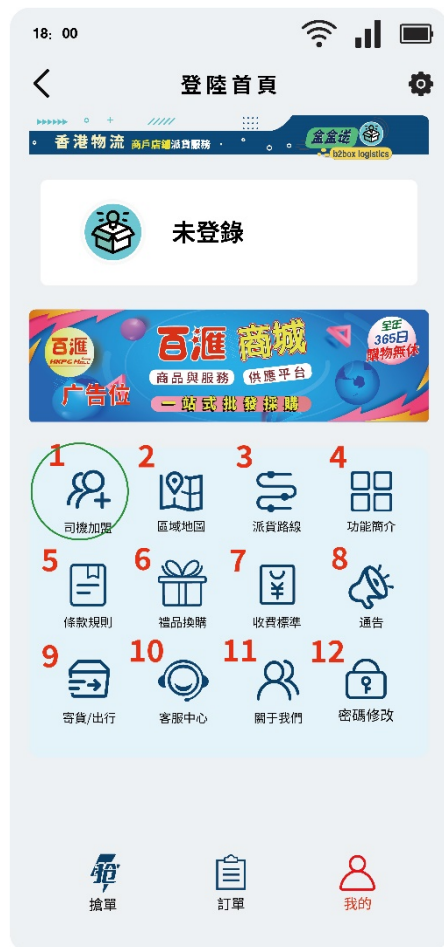 18: 00
登陸首頁
香港物流 商戶店鋪派貨服務
金金送
b2box logistics
未登錄
百滙
广告位
百滙 商城
商品與服務 供應平台
一站式批發採購
全年
365日
購物無休
1 2 3 4
司機加盟 區域地図 派貨路線 功能簡介
5 6 7 8
條款規則 禮品換購 收費標準 通告
9 10 11 12
寄貨/出行 客服中心 關于我們 密碼修改
抢
搶單 訂單 我的